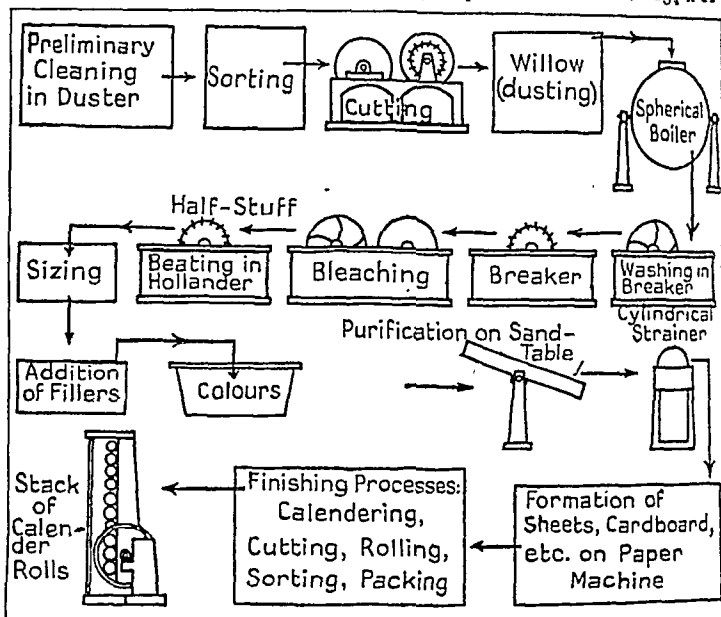 Preliminary
Cleaning
in Duster
Sorting
Cutting
Willow
(dusting)
Spherical
Boiler
Half-Stuff
Sizing
Beating in
Hollander
Bleaching
Breaker
Washing in
Breaker
Cylindrical
Strainer
Purification on Sand-
Table
Addition
of Fillers
Colours
Stack
of
Calen-
der
Rolls
Finishing Processes:
Calendering,
Cutting, Rolling,
Sorting, Packing
Formation of
Sheets, Cardboard,
etc. on Paper
Machine